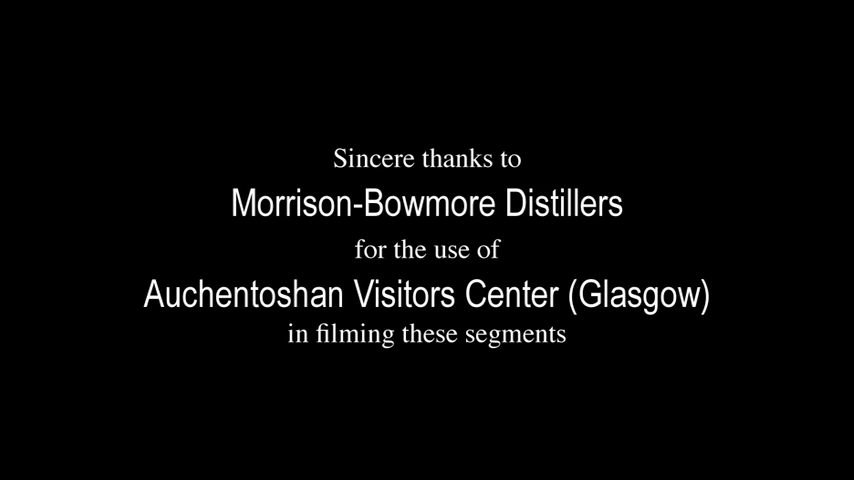 Sincere thanks to
Morrison-Bowmore Distillers
for the use of
Auchentoshan Visitors Center (Glasgow)
in filming these segments